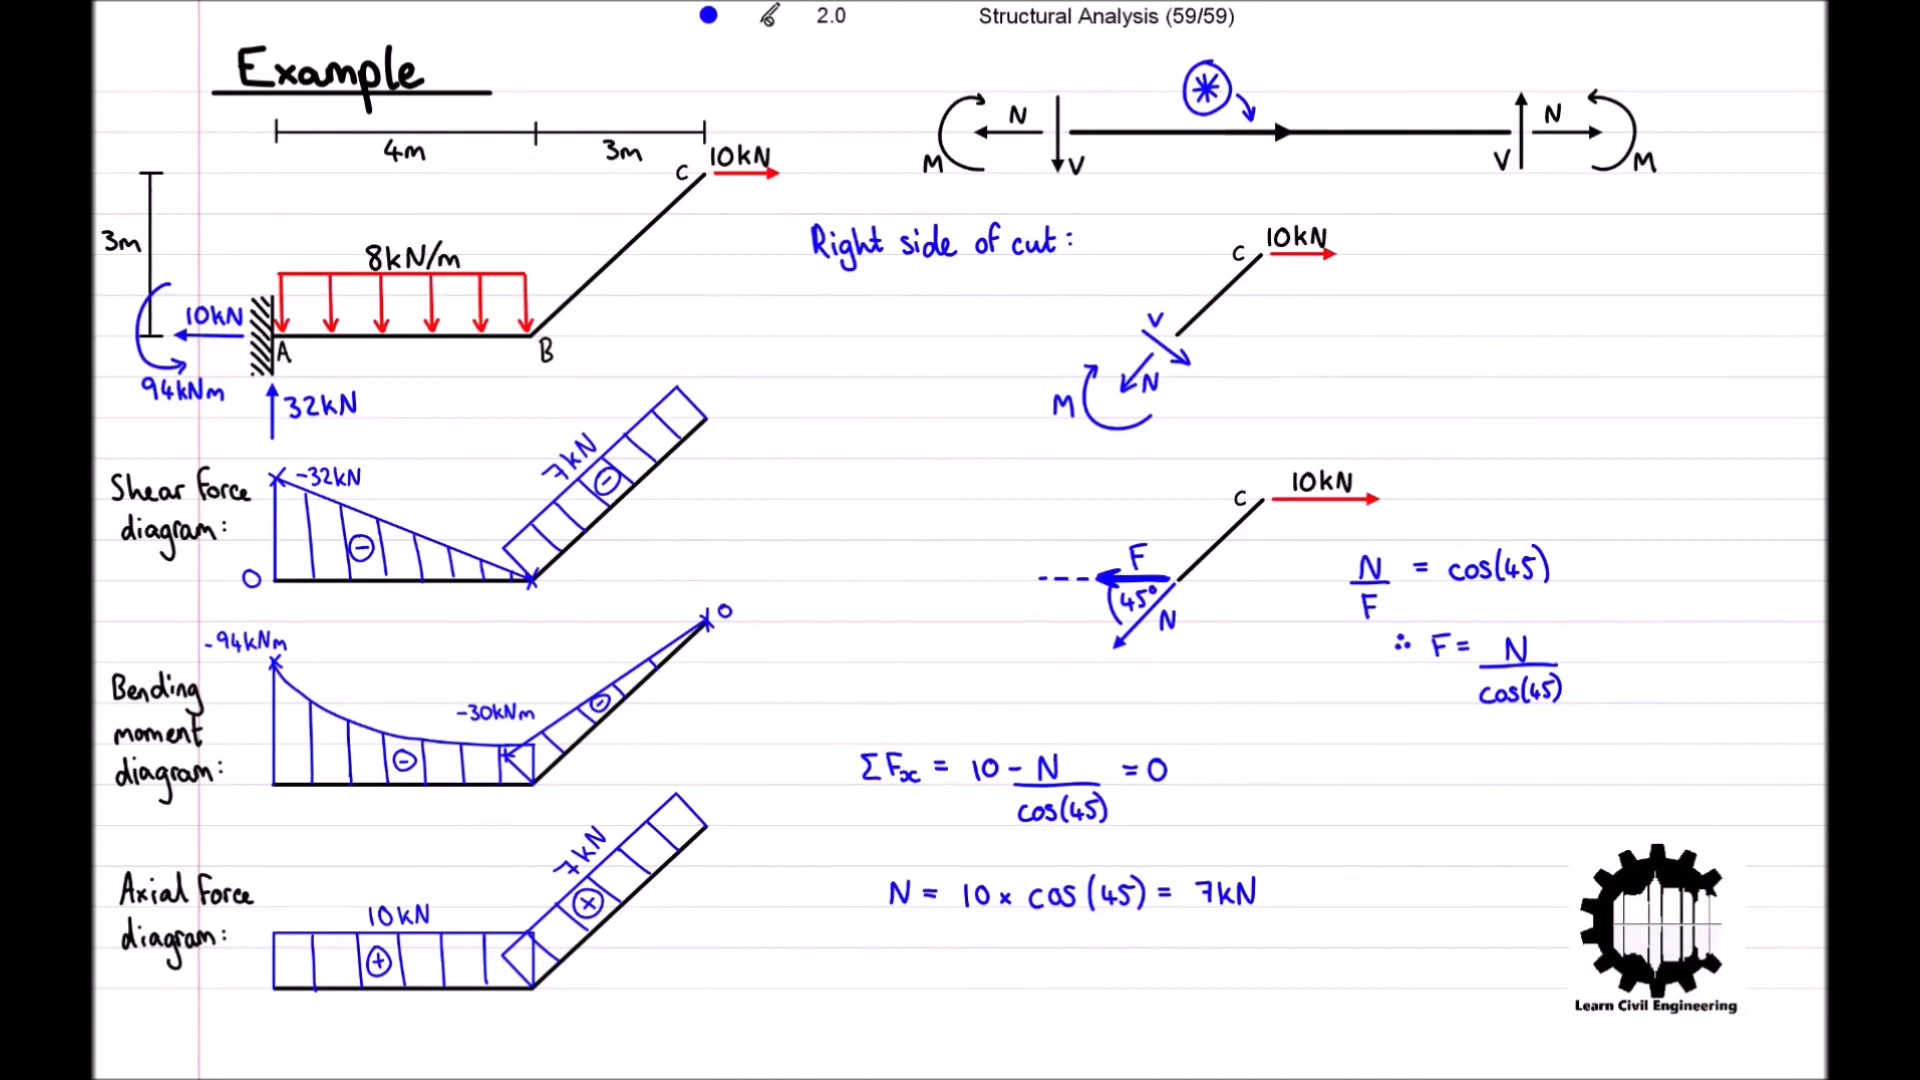 2.0 Structural Analysis (59/59)
Example
4m 3m
C 10kN
3m
8kN/m
10kN
A B
94kNm
32kN
N V M
V N M
Right side of cut:
C 10kN
V
N
M
Shear Force
diagram:
-32kN
0
7kN
C 10kN
F
45°
N
N/F = cos(45)
∴ F = N/cos(45)
Bending
moment
diagram:
-94kNm
-30kNm
0
ΣFx = 10 - N/cos(45) = 0
Axial Force
diagram:
10kN
7kN
N = 10 × cos(45) = 7kN
Learn Civil Engineering